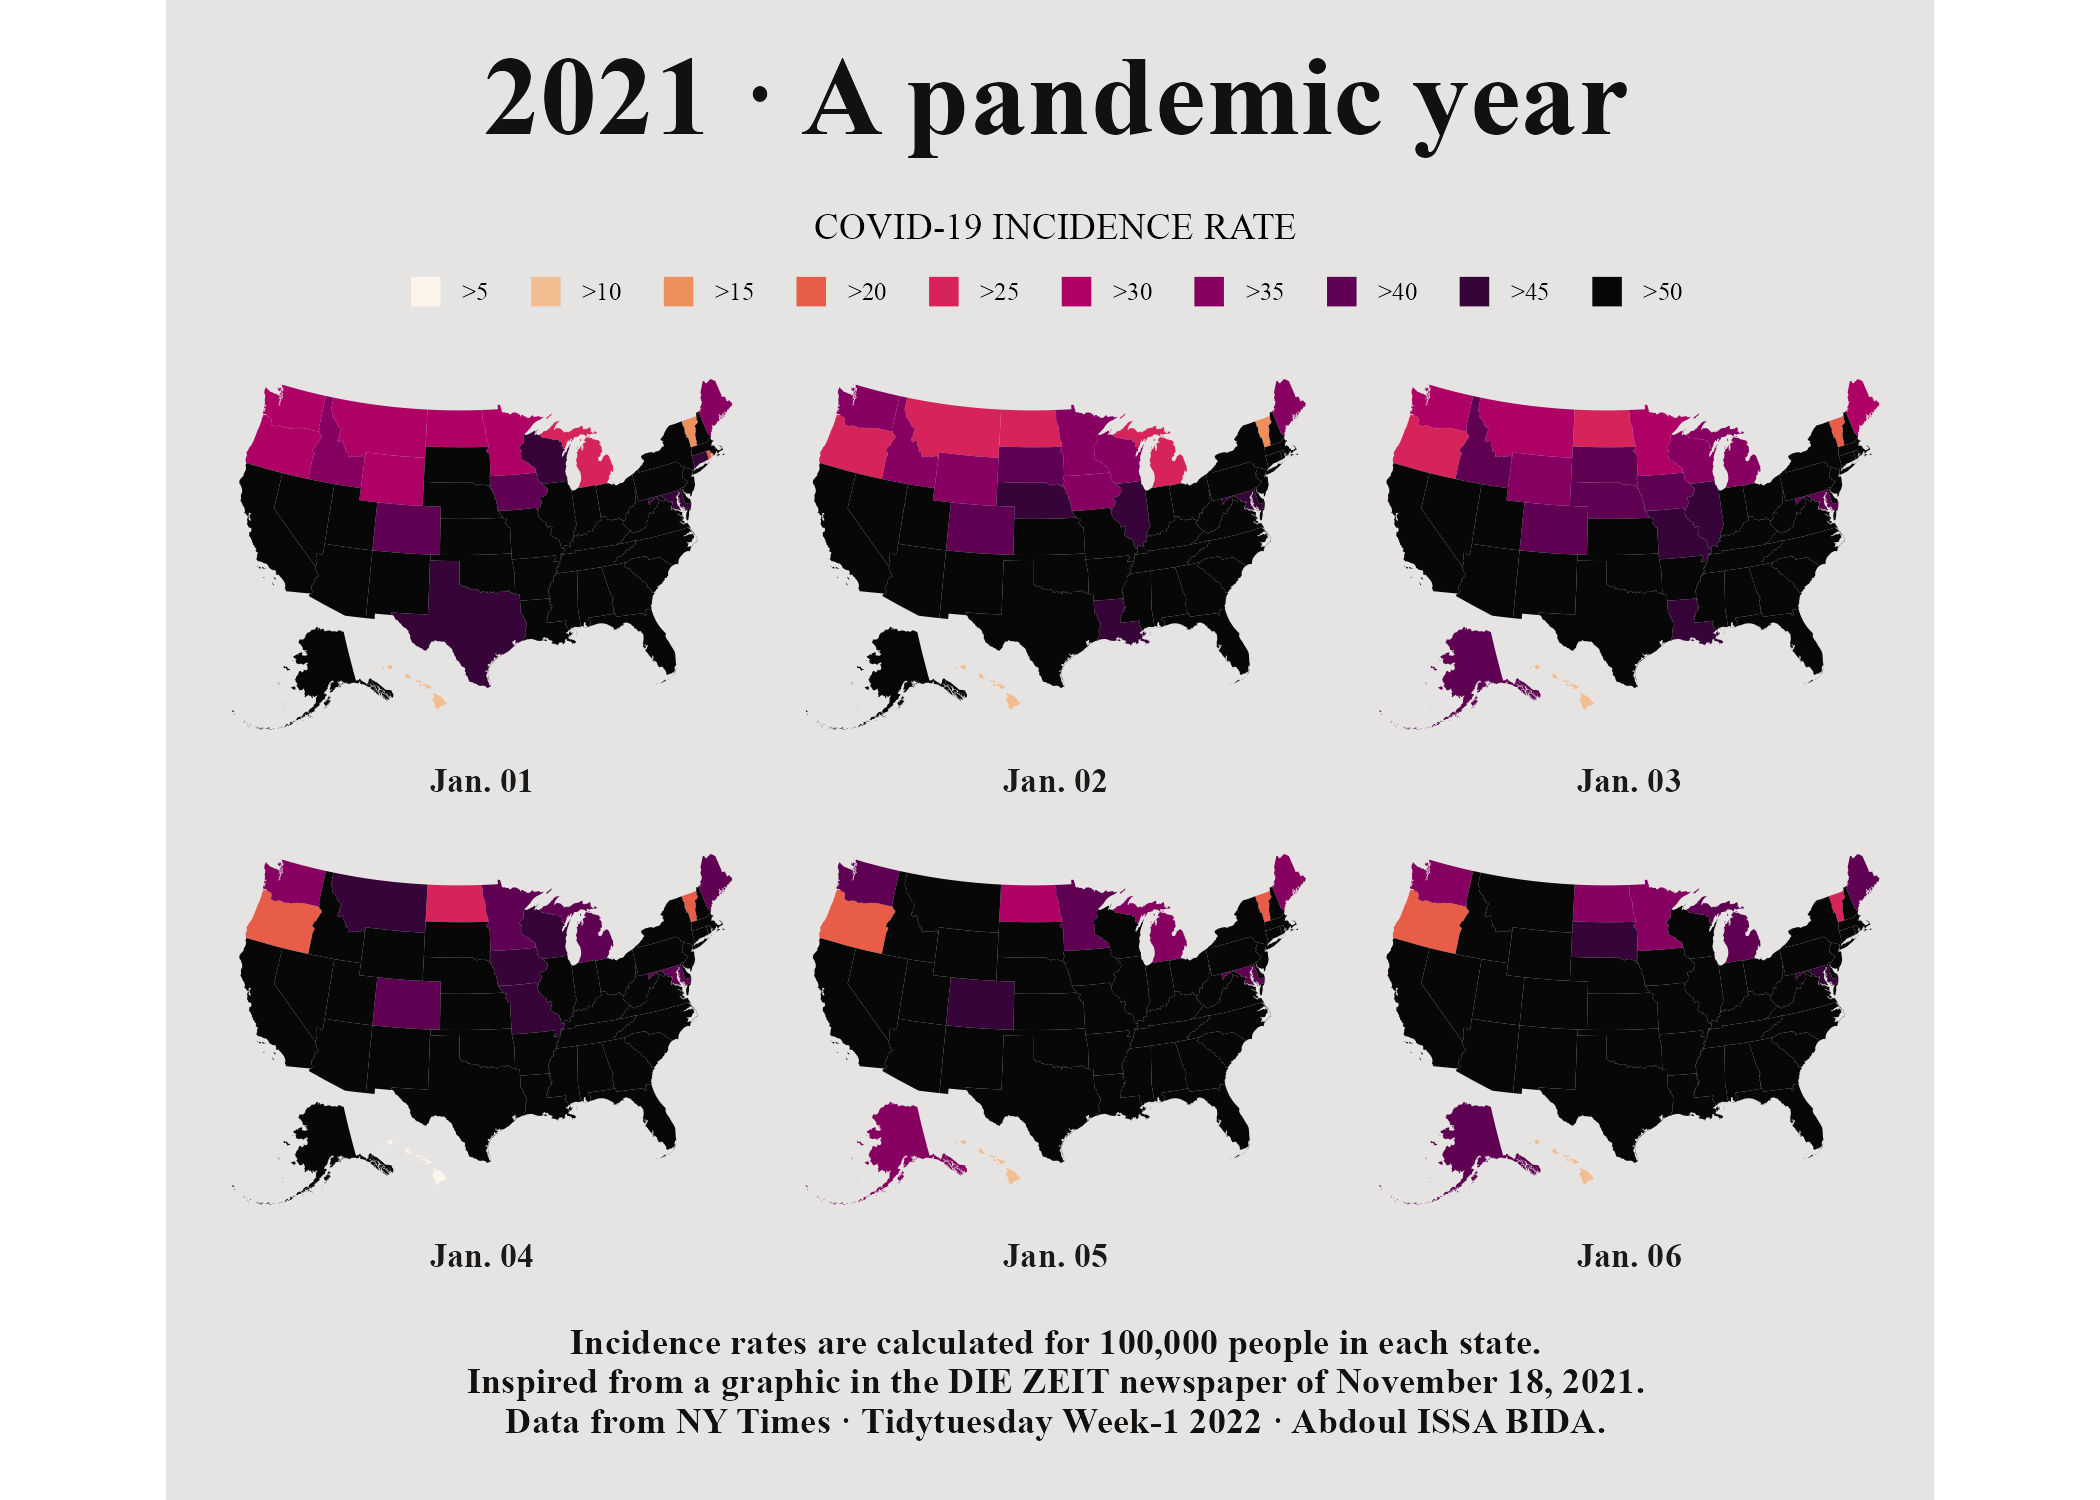 2021 · A pandemic year
COVID-19 INCIDENCE RATE
>5 >10 >15 >20 >25 >30 >35 >40 >45 >50
Jan. 01 Jan. 02 Jan. 03
Jan. 04 Jan. 05 Jan. 06
Incidence rates are calculated for 100,000 people in each state.
Inspired from a graphic in the DIE ZEIT newspaper of November 18, 2021.
Data from NY Times · Tidytuesday Week-1 2022 · Abdoul ISSA BIDA.